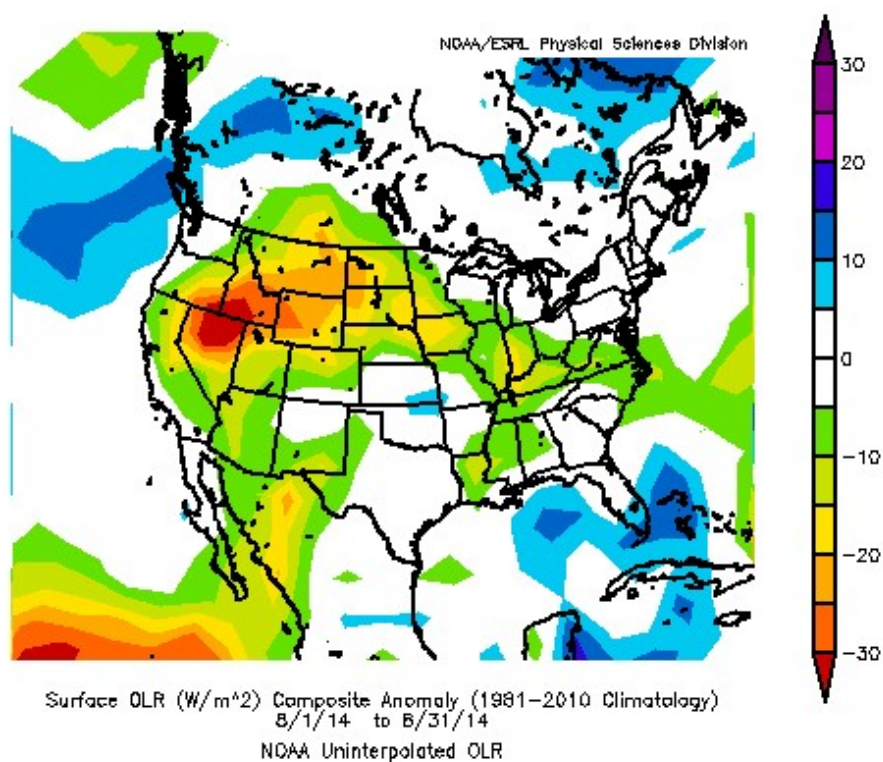 NOAA/ESRL Physical Sciences Division
30
20
10
0
-10
-20
-30
Surface OLR (W/m^2) Composite Anomaly (1981-2010 Climatology)
8/1/14 to 8/31/14
NOAA Uninterpolated OLR